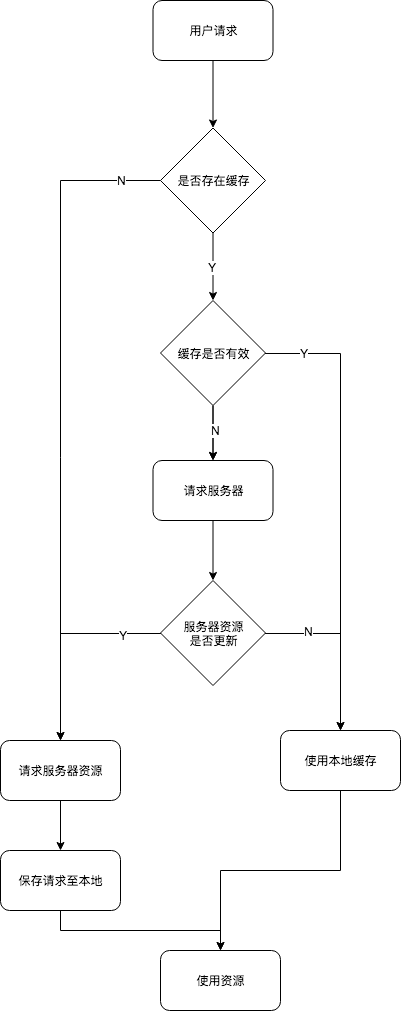 用户请求
是否存在缓存
N
Y
缓存是否有效
Y
N
请求服务器
服务器资源
是否更新
Y
N
请求服务器资源
使用本地缓存
保存请求至本地
使用资源